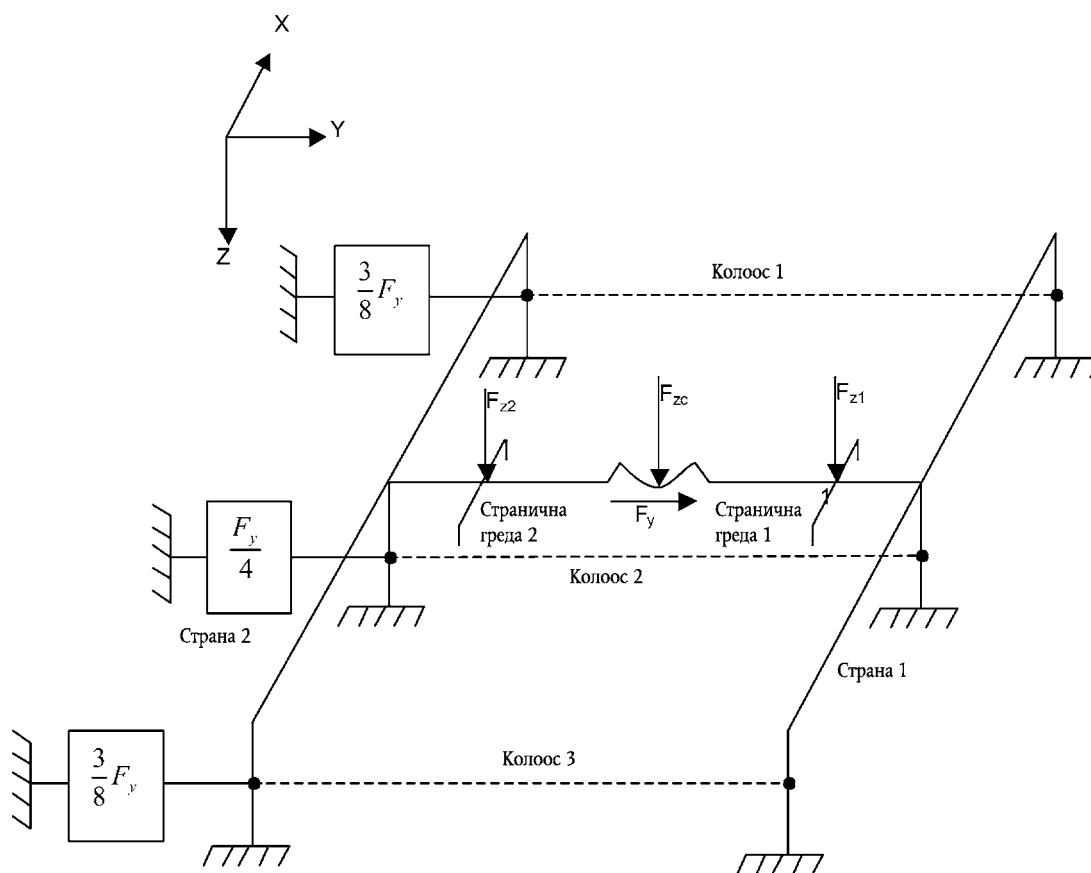 X
Y
Z
3/8 F_y
Колоос 1
F_z2
F_zc
F_z1
1
Странична
греда 2
F_y
Странична
греда 1
F_y/4
Колоос 2
Страна 2
Страна 1
3/8 F_y
Колоос 3